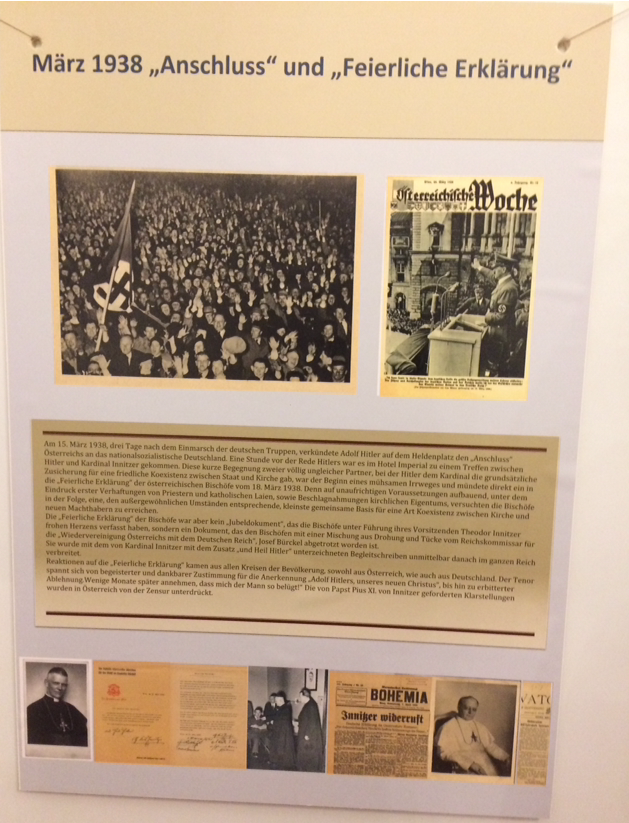 März 1938 „Anschluss“ und „Feierliche Erklärung“
Österreichische Woche
Am 15. März 1938, drei Tage nach dem Einmarsch der deutschen Truppen, verkündete Adolf Hitler auf dem Heldenplatz den „Anschluss“
Österreichs an das nationalsozialistische Deutschland. Eine Stunde vor der Rede Hitlers war es im Hotel Imperial zu einem Treffen zwischen
Hitler und Kardinal Innitzer gekommen. Diese kurze Begegnung zweier völlig ungleicher Partner, bei der Hitler dem Kardinal die grundsätzliche
Zusicherung für eine friedliche Koexistenz zwischen Staat und Kirche gab, war der Beginn eines mühsamen Irrweges und mündete direkt ein in
die „Feierliche Erklärung“ der österreichischen Bischöfe vom 18. März 1938. Denn auf unaufrichtigen Voraussetzungen aufbauend, unter dem
Eindruck erster Verhaftungen von Priestern und katholischen Laien, sowie Beschlagnahmungen kirchlichen Eigentums, versuchten die Bischöfe
in der Folge, eine, den außergewöhnlichen Umständen entsprechende, kleinste gemeinsame Basis für eine Art Koexistenz zwischen Kirche und
neuen Machthabern zu erreichen.
Die „Feierliche Erklärung“ der Bischöfe war aber kein „Jubeldokument“, das die Bischöfe unter Führung ihres Vorsitzenden Theodor Innitzer
frohen Herzens verfasst haben, sondern ein Dokument, das den Bischöfen mit einer Mischung aus Drohung und Tücke vom Reichskommissar für
die „Wiedervereinigung Österreichs mit dem Deutschen Reich“, Josef Bürckel abgetrotzt worden ist.
Sie wurde mit dem von Kardinal Innitzer mit dem Zusatz „und Heil Hitler“ unterzeichneten Begleitschreiben unmittelbar danach im ganzen Reich
verbreitet.
Reaktionen auf die „Feierliche Erklärung“ kamen aus allen Kreisen der Bevölkerung, sowohl aus Österreich, wie auch aus Deutschland. Der Tenor
spannt sich von begeisterter und dankbarer Zustimmung für die Anerkennung „Adolf Hitlers, unseres neuen Christus“, bis hin zu erbitterter
Ablehnung.Wenige Monate später annehmen, dass mich der Mann so belügt!“ Die von Papst Pius XI. von Innitzer geforderten Klarstellungen
wurden in Österreich von der Zensur unterdrückt.
BOHEMIA
Innitzer widerruft